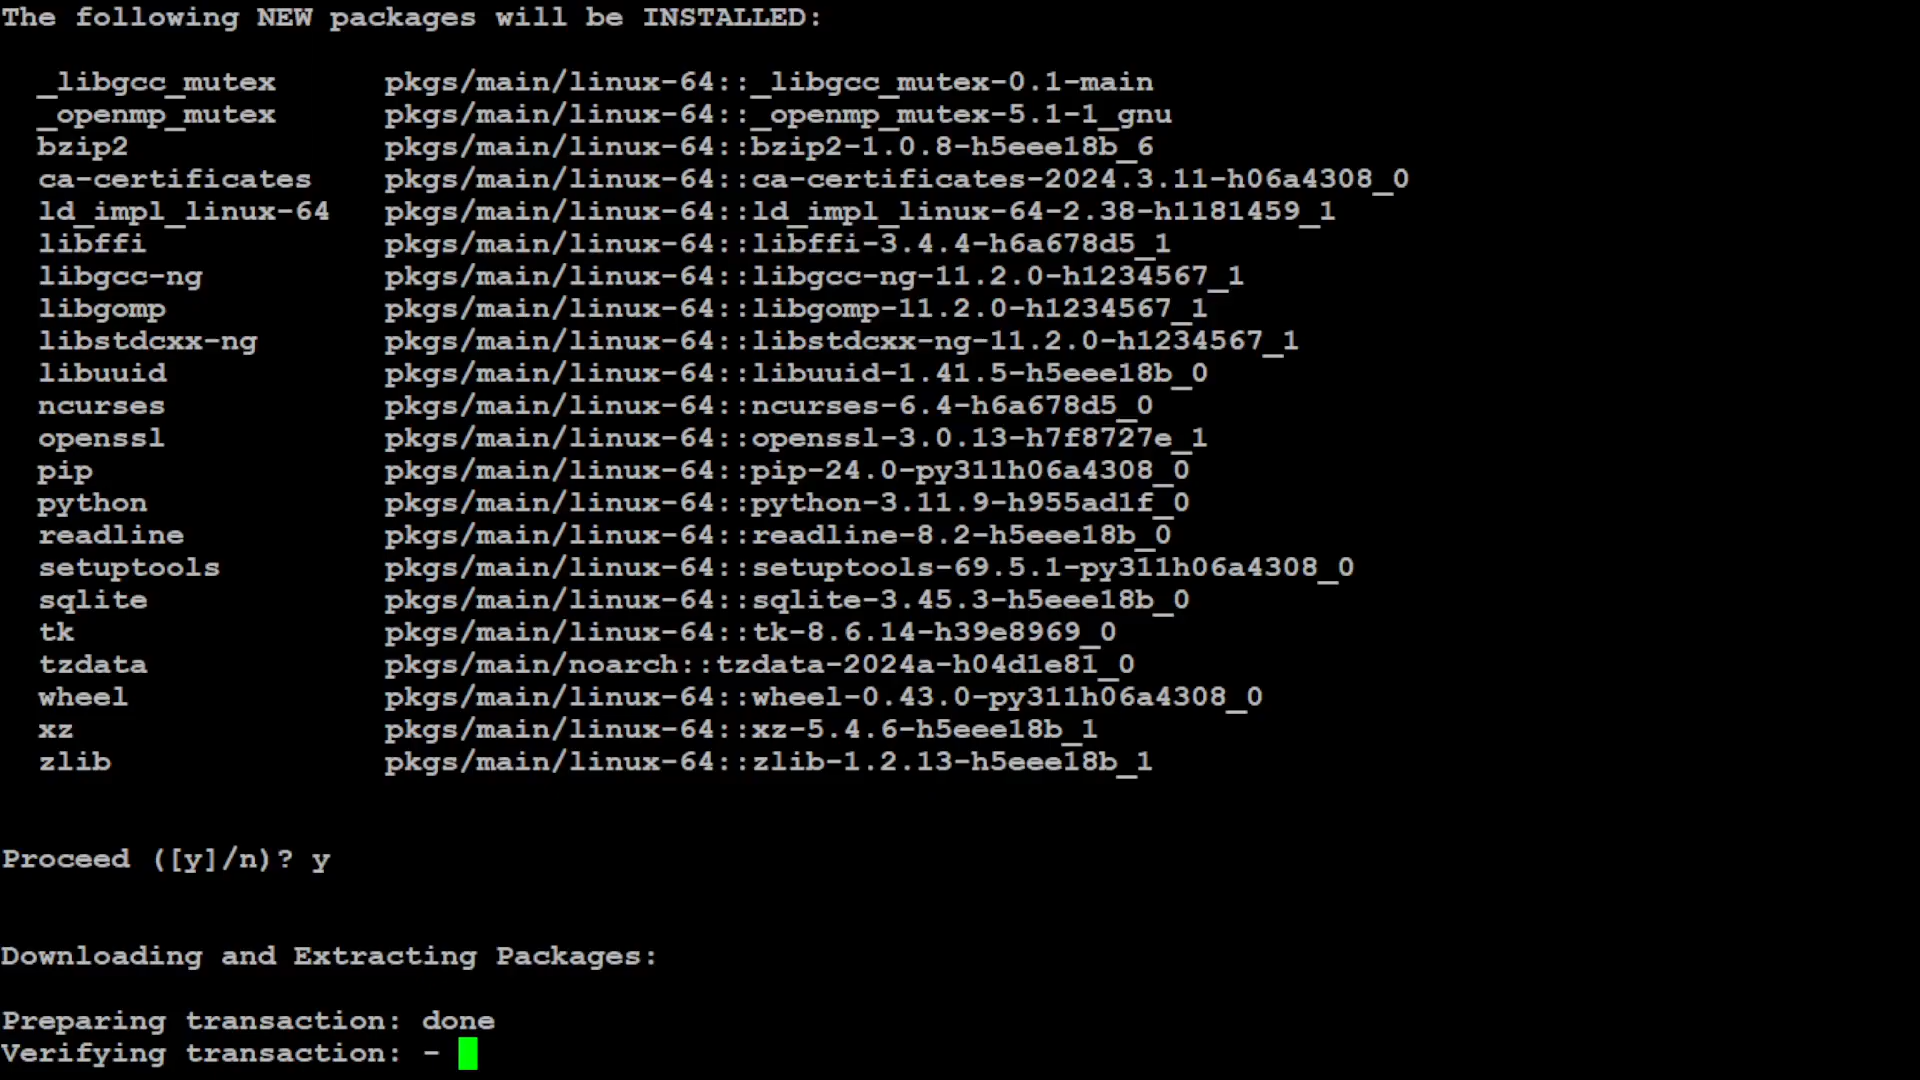 The following NEW packages will be INSTALLED:
_libgcc_mutex pkgs/main/linux-64::_libgcc_mutex-0.1-main
_openmp_mutex pkgs/main/linux-64::_openmp_mutex-5.1-1_gnu
bzip2 pkgs/main/linux-64::bzip2-1.0.8-h5eee18b_6
ca-certificates pkgs/main/linux-64::ca-certificates-2024.3.11-h06a4308_0
ld_impl_linux-64 pkgs/main/linux-64::ld_impl_linux-64-2.38-h1181459_1
libffi pkgs/main/linux-64::libffi-3.4.4-h6a678d5_1
libgcc-ng pkgs/main/linux-64::libgcc-ng-11.2.0-h1234567_1
libgomp pkgs/main/linux-64::libgomp-11.2.0-h1234567_1
libstdcxx-ng pkgs/main/linux-64::libstdcxx-ng-11.2.0-h1234567_1
libuuid pkgs/main/linux-64::libuuid-1.41.5-h5eee18b_0
ncurses pkgs/main/linux-64::ncurses-6.4-h6a678d5_0
openssl pkgs/main/linux-64::openssl-3.0.13-h7f8727e_1
pip pkgs/main/linux-64::pip-24.0-py311h06a4308_0
python pkgs/main/linux-64::python-3.11.9-h955ad1f_0
readline pkgs/main/linux-64::readline-8.2-h5eee18b_0
setuptools pkgs/main/linux-64::setuptools-69.5.1-py311h06a4308_0
sqlite pkgs/main/linux-64::sqlite-3.45.3-h5eee18b_0
tk pkgs/main/linux-64::tk-8.6.14-h39e8969_0
tzdata pkgs/main/noarch::tzdata-2024a-h04d1e81_0
wheel pkgs/main/linux-64::wheel-0.43.0-py311h06a4308_0
xz pkgs/main/linux-64::xz-5.4.6-h5eee18b_1
zlib pkgs/main/linux-64::zlib-1.2.13-h5eee18b_1
Proceed ([y]/n)? y
Downloading and Extracting Packages:
Preparing transaction: done
Verifying transaction: -